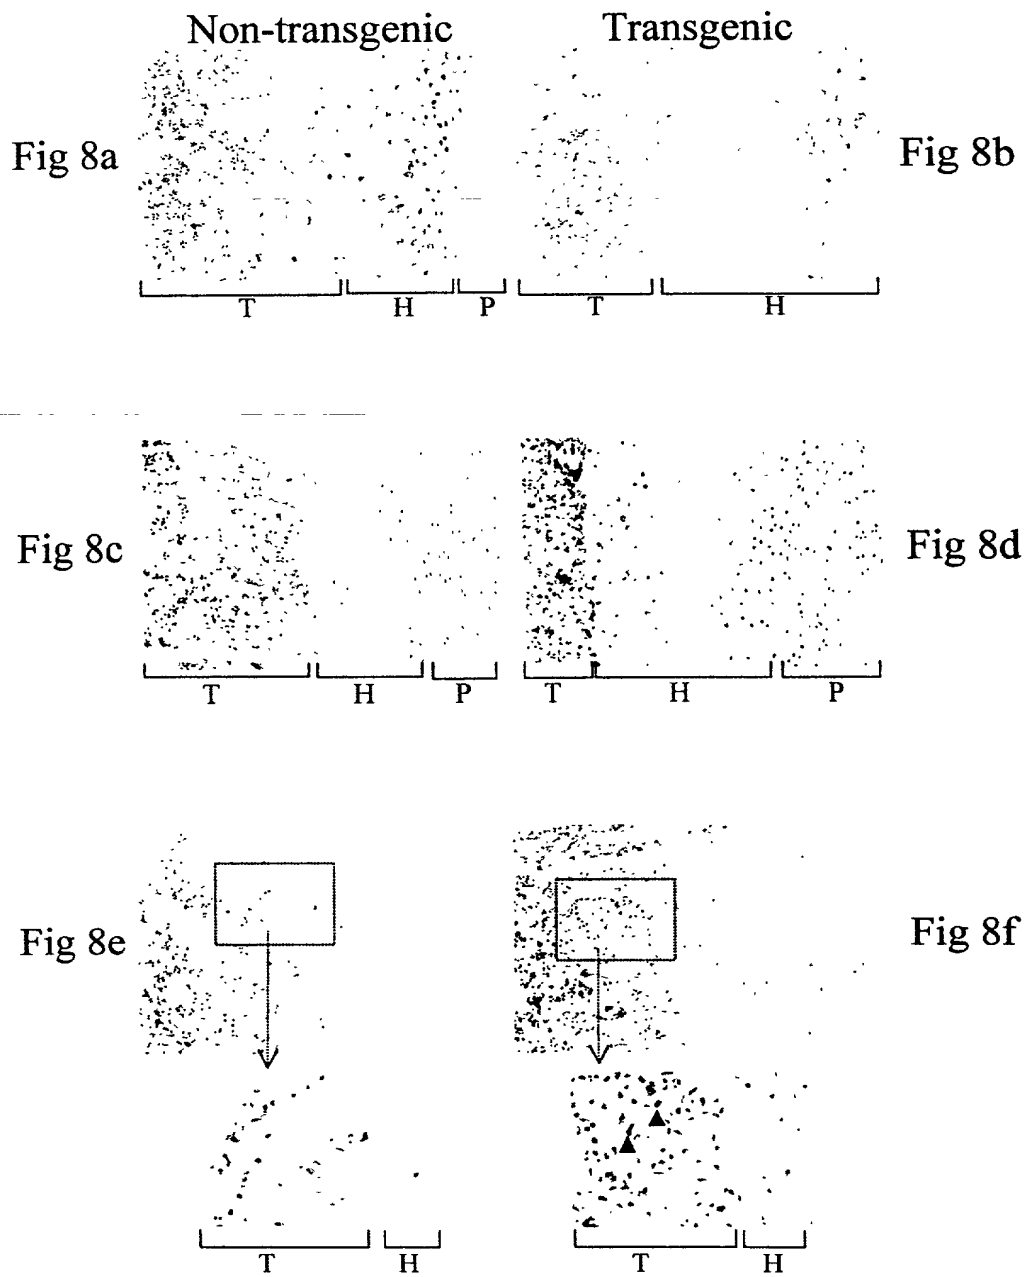 Non-transgenic Transgenic
Fig 8a Fig 8b
T H P T H
Fig 8c Fig 8d
T H P T H P
Fig 8e Fig 8f
T H T H